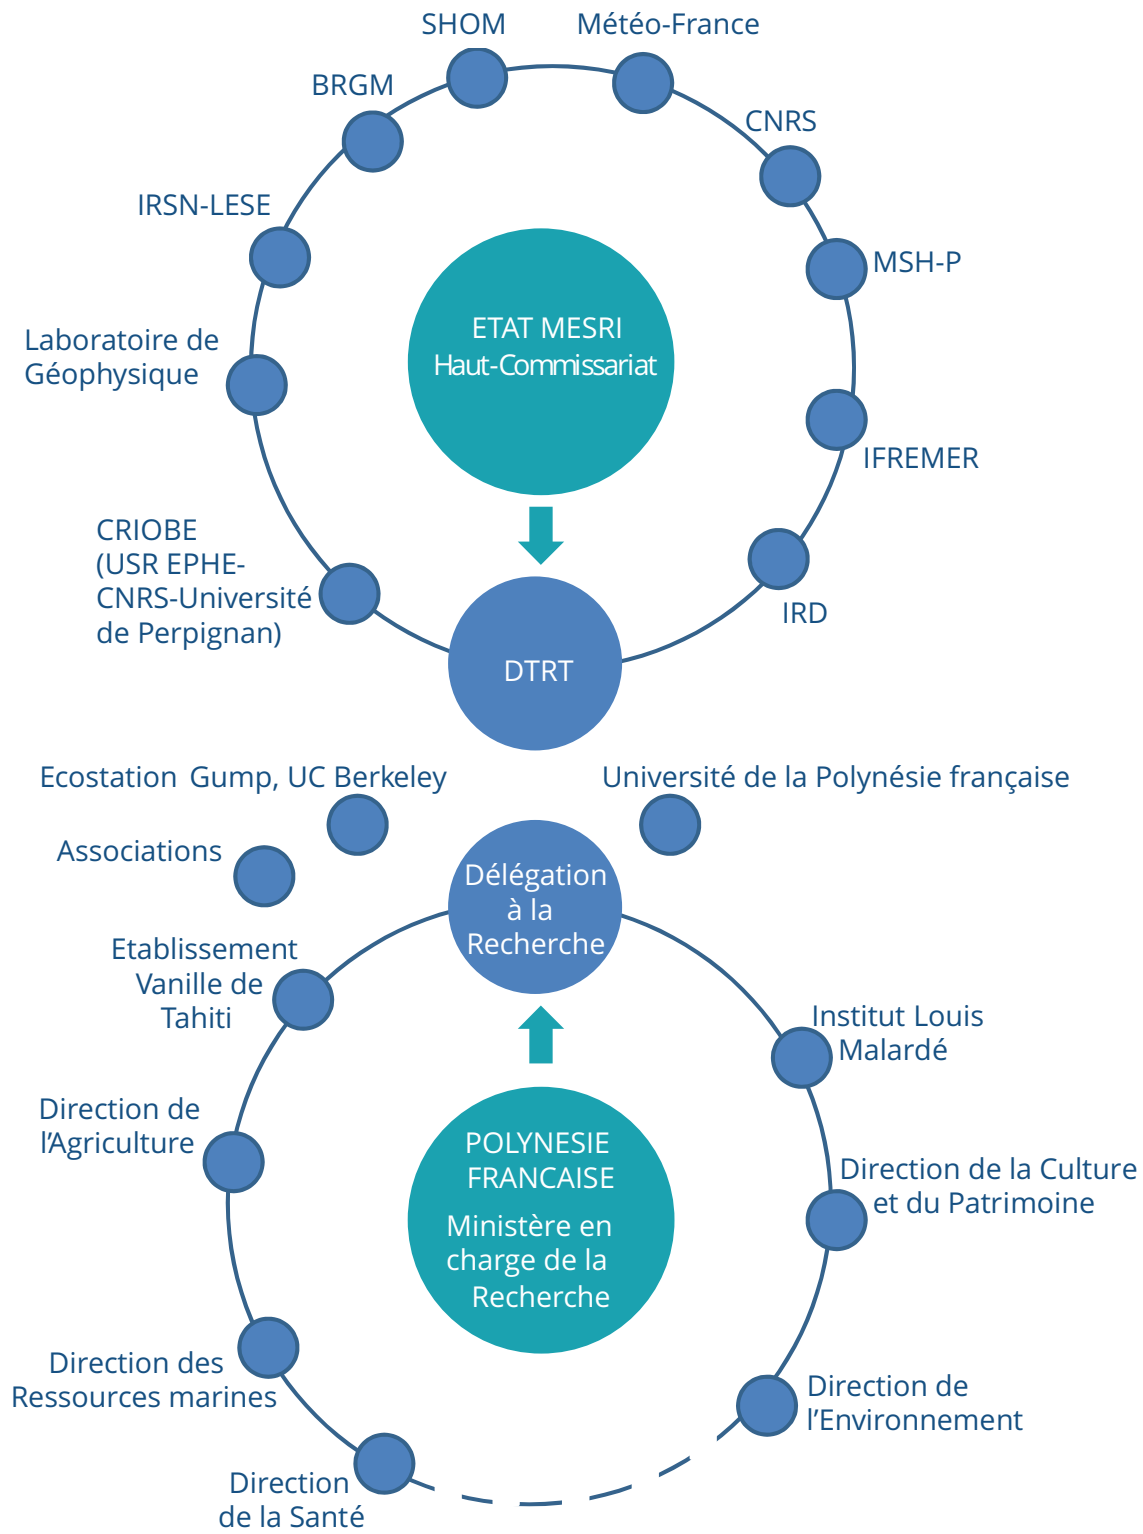 SHOM
Météo-France
BRGM
CNRS
IRSN-LESE
MSH-P
ETAT MESRI
Haut-Commissariat
Laboratoire de
Géophysique
IFREMER
CRIOBE
(USR EPHE-
CNRS-Université
de Perpignan)
IRD
DTRT
Ecostation Gump, UC Berkeley
Université de la Polynésie française
Associations
Délégation
à la
Recherche
Etablissement
Vanille de
Tahiti
Institut Louis
Malardé
Direction de
l'Agriculture
POLYNESIE
FRANCAISE
Ministère en
charge de la
Recherche
Direction de la Culture
et du Patrimoine
Direction des
Ressources marines
Direction de
l'Environnement
Direction
de la Santé